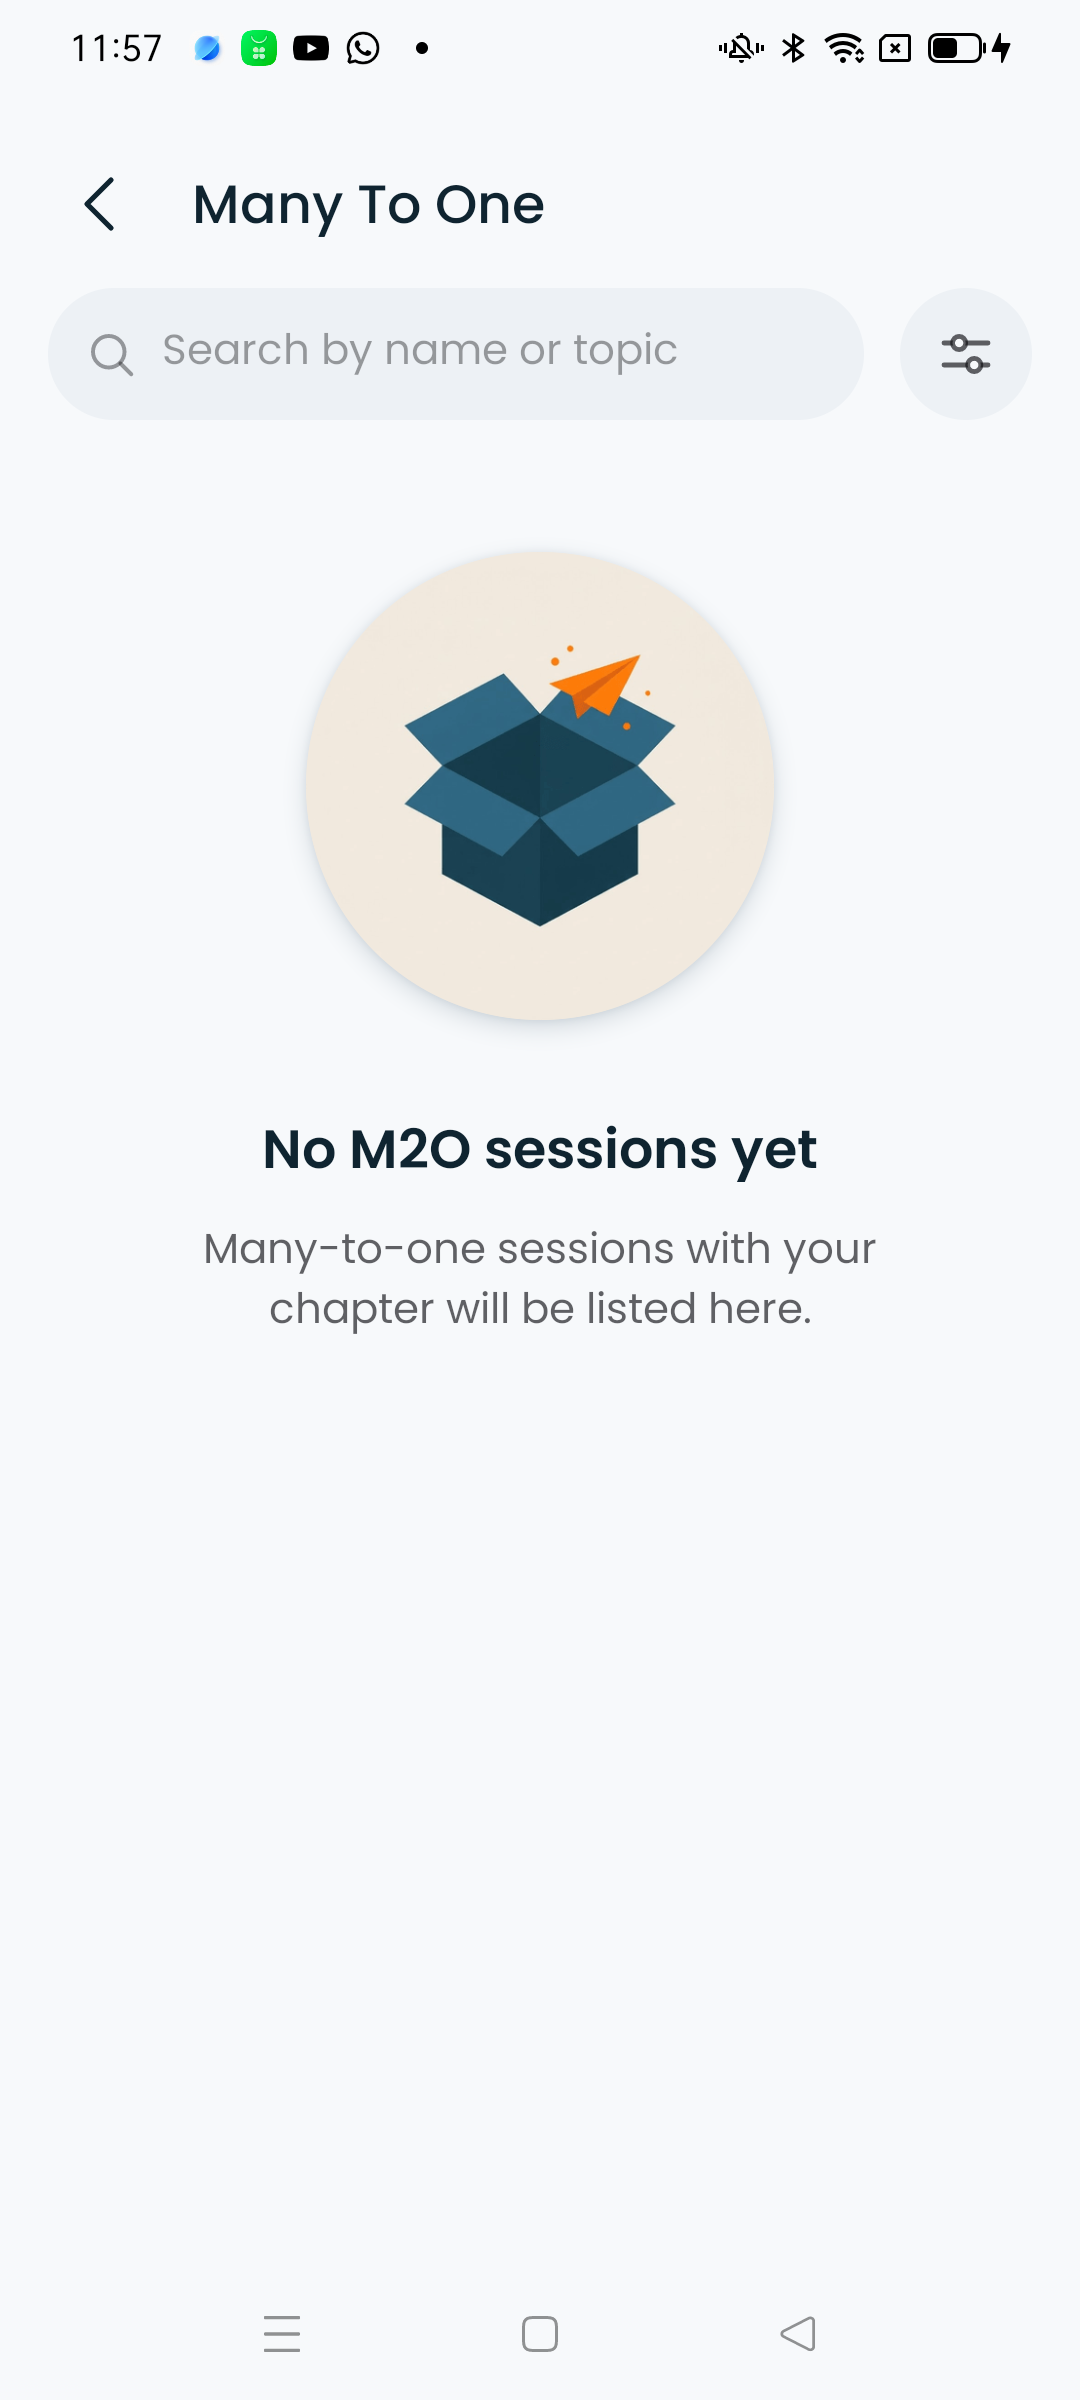 11:57
Many To One
Search by name or topic
No M2O sessions yet
Many-to-one sessions with your
chapter will be listed here.